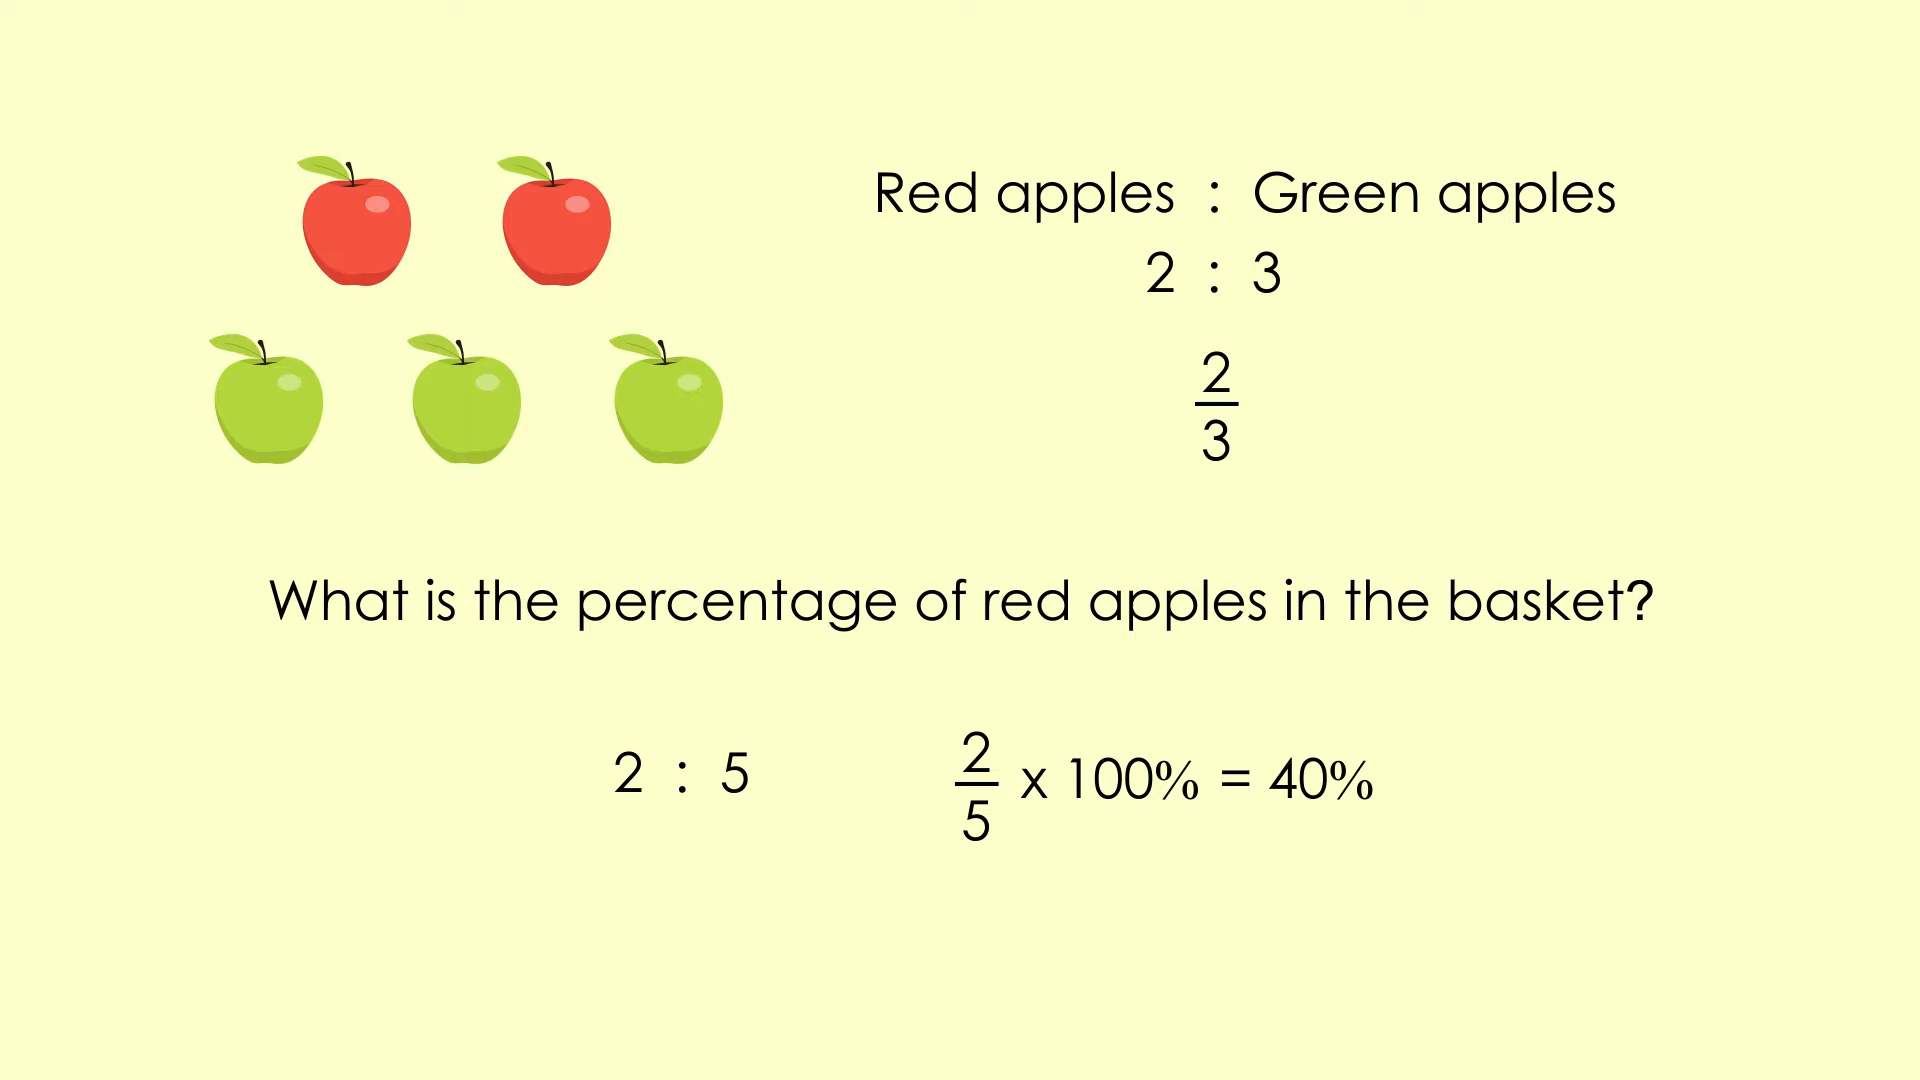 Red apples : Green apples
2 : 3
2
3
What is the percentage of red apples in the basket?
2 : 5
2
5
x 100% = 40%